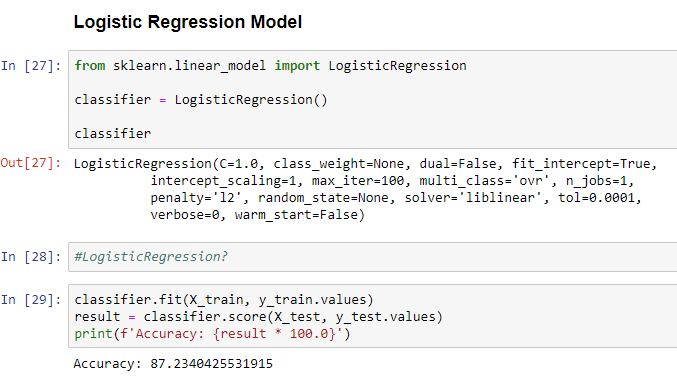 Logistic Regression Model
In [27]: from sklearn.linear_model import LogisticRegression
classifier = LogisticRegression()
classifier
Out[27]: LogisticRegression(C=1.0, class_weight=None, dual=False, fit_intercept=True,
intercept_scaling=1, max_iter=100, multi_class='ovr', n_jobs=1,
penalty='l2', random_state=None, solver='liblinear', tol=0.0001,
verbose=0, warm_start=False)
In [28]: #LogisticRegression?
In [29]: classifier.fit(X_train, y_train.values)
result = classifier.score(X_test, y_test.values)
print(f'Accuracy: {result * 100.0}')
Accuracy: 87.2340425531915